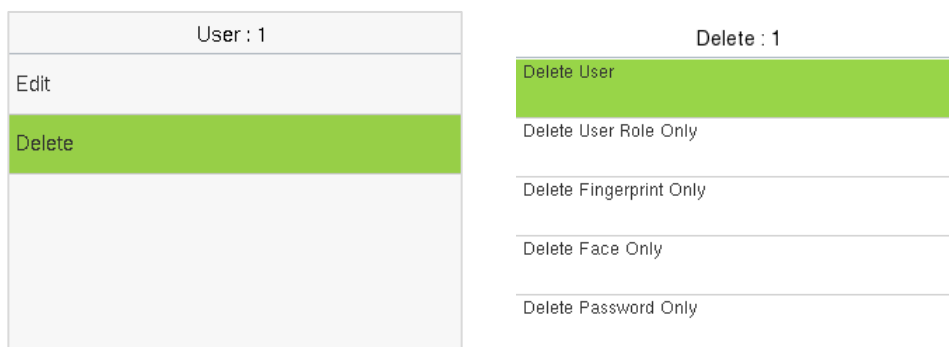 User : 1
Edit
Delete
Delete : 1
Delete User
Delete User Role Only
Delete Fingerprint Only
Delete Face Only
Delete Password Only